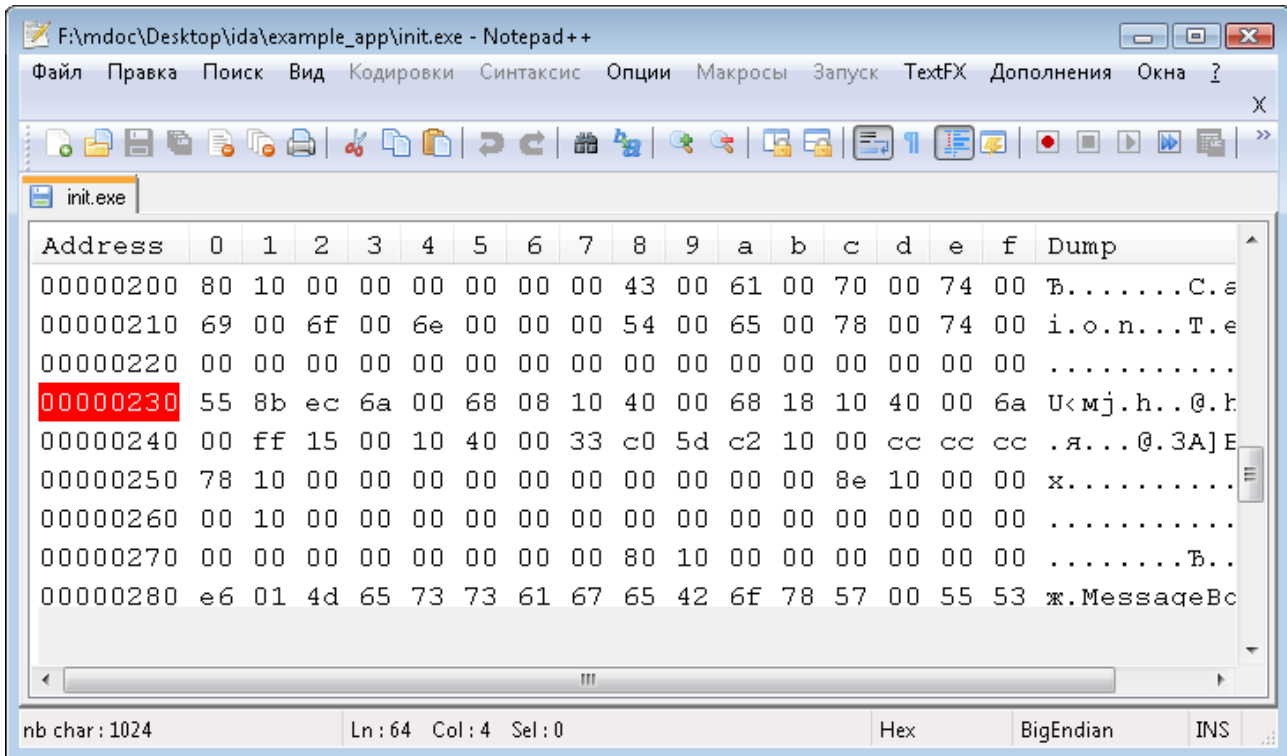 F:\mdoc\Desktop\ida\example_app\init.exe - Notepad++
Файл Правка Поиск Вид Кодировки Синтаксис Опции Макросы Запуск TextFX Дополнения Окна ?
X
init.exe
Address 0 1 2 3 4 5 6 7 8 9 a b c d e f Dump
00000200 80 10 00 00 00 00 00 00 43 00 61 00 70 00 74 00 Ђ.......C.a
00000210 69 00 6f 00 6e 00 00 00 54 00 65 00 78 00 74 00 i.o.n...T.e
00000220 00 00 00 00 00 00 00 00 00 00 00 00 00 00 00 00 ...........
00000230 55 8b ec 6a 00 68 08 10 40 00 68 18 10 40 00 6a U<мj.h..@.h
00000240 00 ff 15 00 10 40 00 33 c0 5d c2 10 00 cc cc cc .я...@.3А]В
00000250 78 10 00 00 00 00 00 00 00 00 00 00 8e 10 00 00 x..........
00000260 00 10 00 00 00 00 00 00 00 00 00 00 00 00 00 00 ...........
00000270 00 00 00 00 00 00 00 00 80 10 00 00 00 00 00 00 ........Ђ..
00000280 e6 01 4d 65 73 73 61 67 65 42 6f 78 57 00 55 53 ж.MessageBo
nb char : 1024 Ln : 64 Col : 4 Sel : 0 Hex BigEndian INS